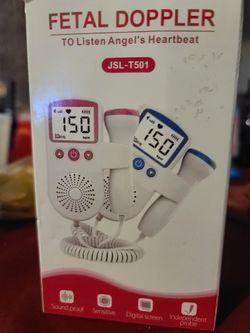 FETAL DOPPLER
TO Listen Angel's Heartbeat
JSL-T501
150
150
Sound proof
Sensitive
Digital screen
Independent
probe